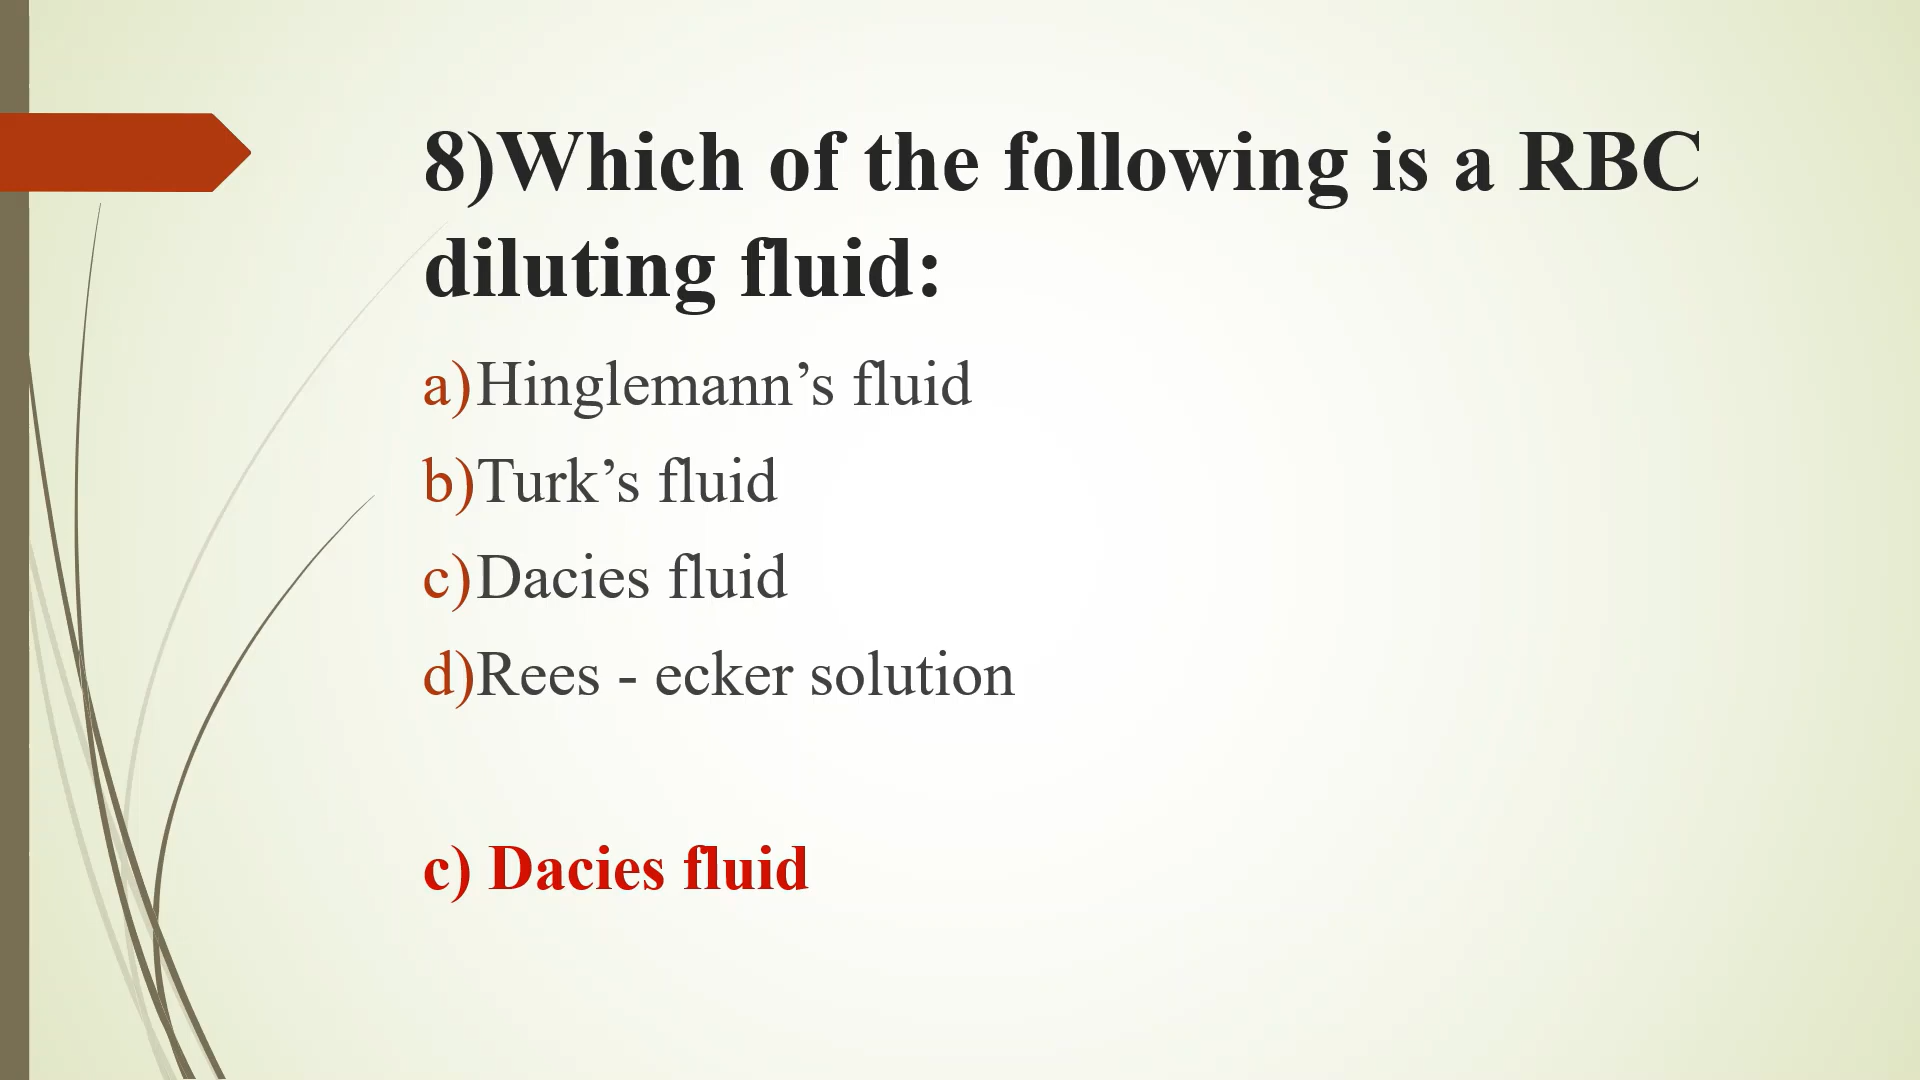 8)Which of the following is a RBC
diluting fluid:
a)Hinglemann’s fluid
b)Turk’s fluid
c)Dacies fluid
d)Rees - ecker solution
c) Dacies fluid